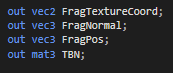 out vec2 FragTextureCoord;
out vec3 FragNormal;
out vec3 FragPos;
out mat3 TBN;